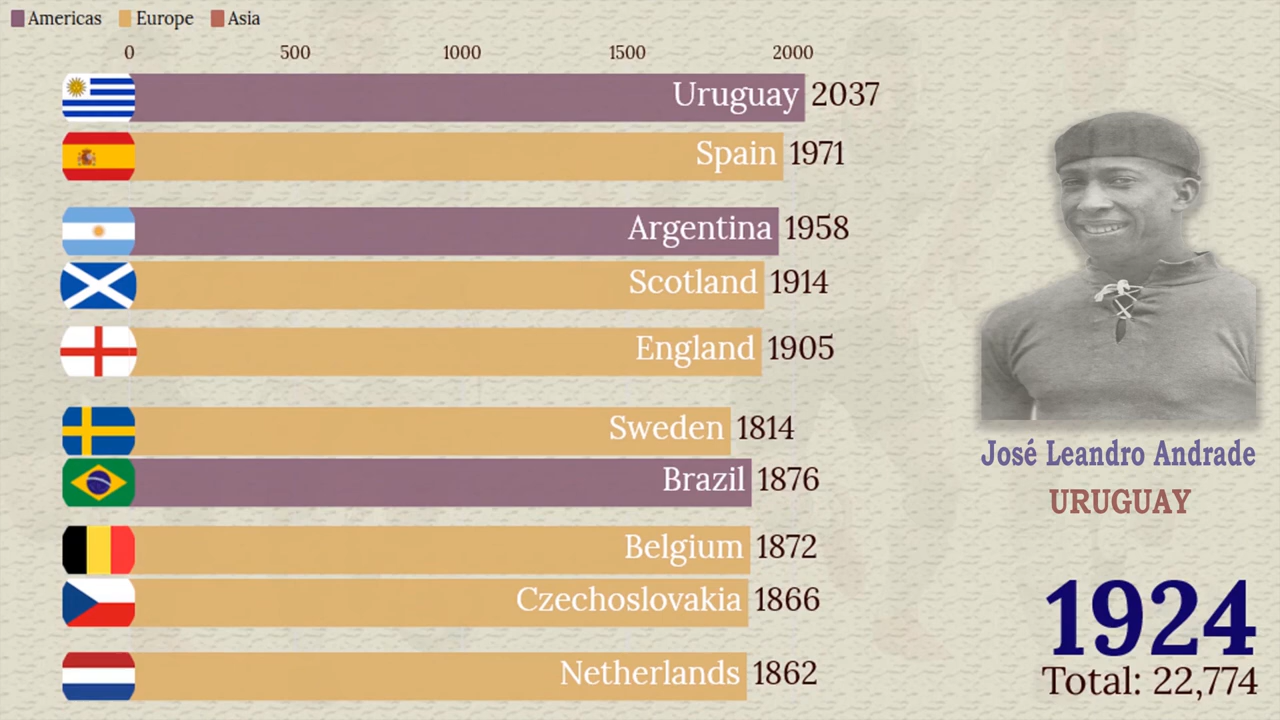 Americas Europe Asia
0 500 1000 1500 2000
Uruguay 2037
Spain 1971
Argentina 1958
Scotland 1914
England 1905
Sweden 1814
Brazil 1876
Belgium 1872
Czechoslovakia 1866
Netherlands 1862
José Leandro Andrade
URUGUAY
1924
Total: 22,774